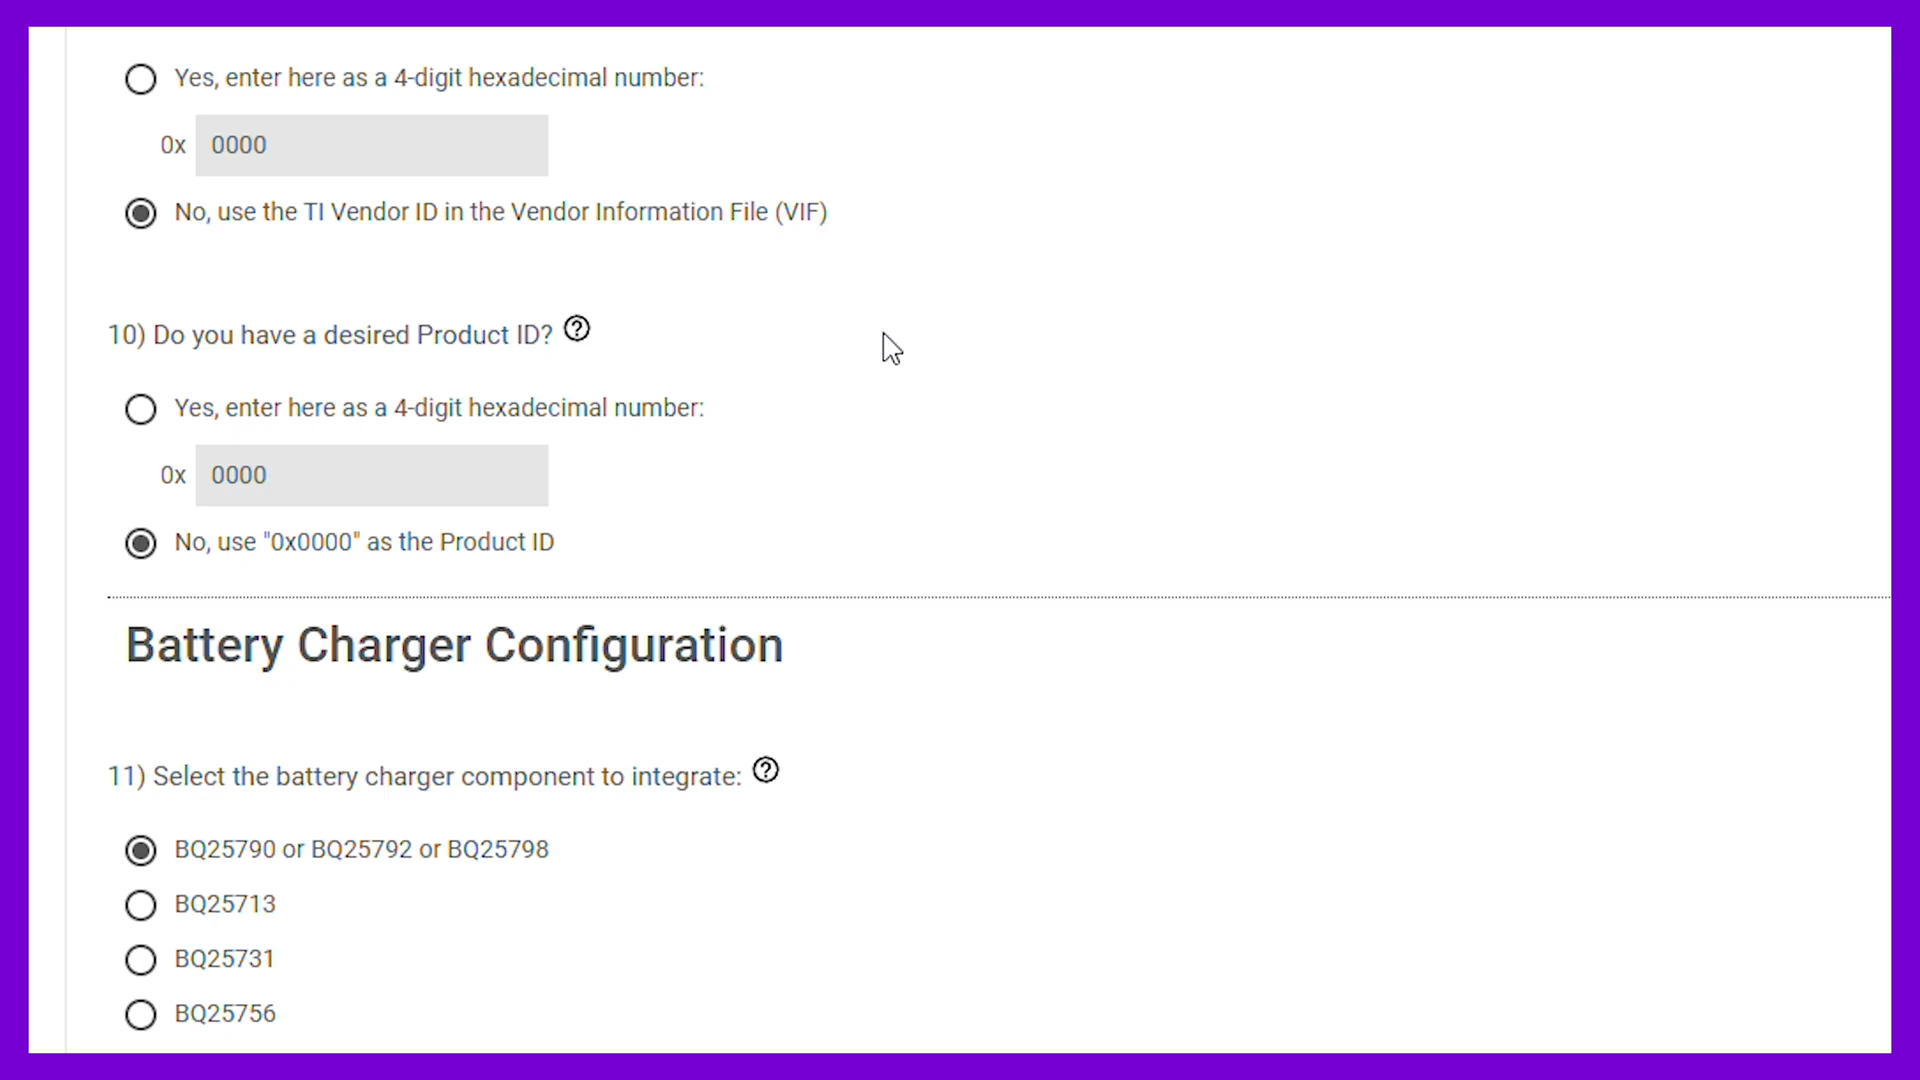 Yes, enter here as a 4-digit hexadecimal number:
0x 0000
No, use the TI Vendor ID in the Vendor Information File (VIF)
10) Do you have a desired Product ID? ?
Yes, enter here as a 4-digit hexadecimal number:
0x 0000
No, use "0x0000" as the Product ID
Battery Charger Configuration
11) Select the battery charger component to integrate: ?
BQ25790 or BQ25792 or BQ25798
BQ25713
BQ25731
BQ25756